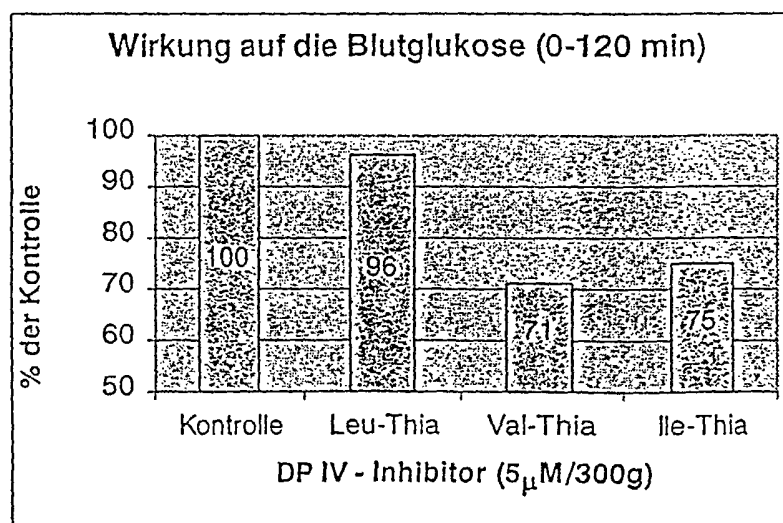 Wirkung auf die Blutglukose (0-120 min)
% der Kontrolle
100
90
80
70
60
50
100
96
71
75
Kontrolle
Leu-Thia
Val-Thia
Ile-Thia
DP IV - Inhibitor (5μM/300g)